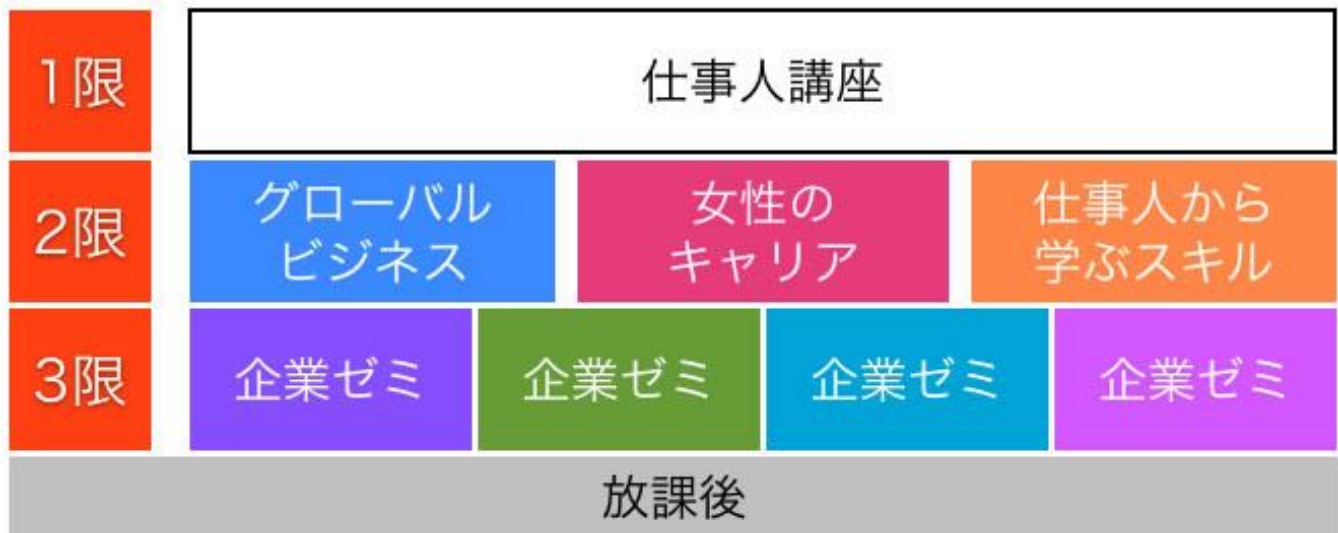 1限
仕事人講座
2限
グローバル
ビジネス
女性の
キャリア
仕事人から
学ぶスキル
3限
企業ゼミ
企業ゼミ
企業ゼミ
企業ゼミ
放課後